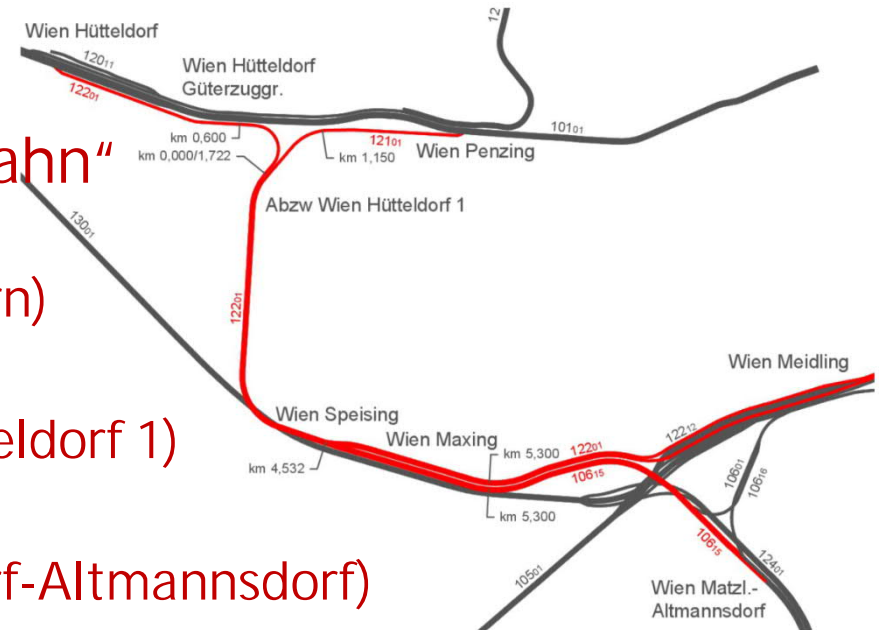 Wien Hütteldorf
12
12011
Wien Hütteldorf
Güterzuggr.
12201
km 0,600
12101
10101
ahn“
km 0,000/1,722
km 1,150
Wien Penzing
Abzw Wien Hütteldorf 1
13001
rn)
12201
Wien Meidling
Wien Speising
eldorf 1)
Wien Maxing
km 5,300
12201
12212
km 4,532
10615
10601
10616
km 5,300
10615
12401
rf-Altmannsdorf)
10501
Wien Matzl.-
Altmannsdorf